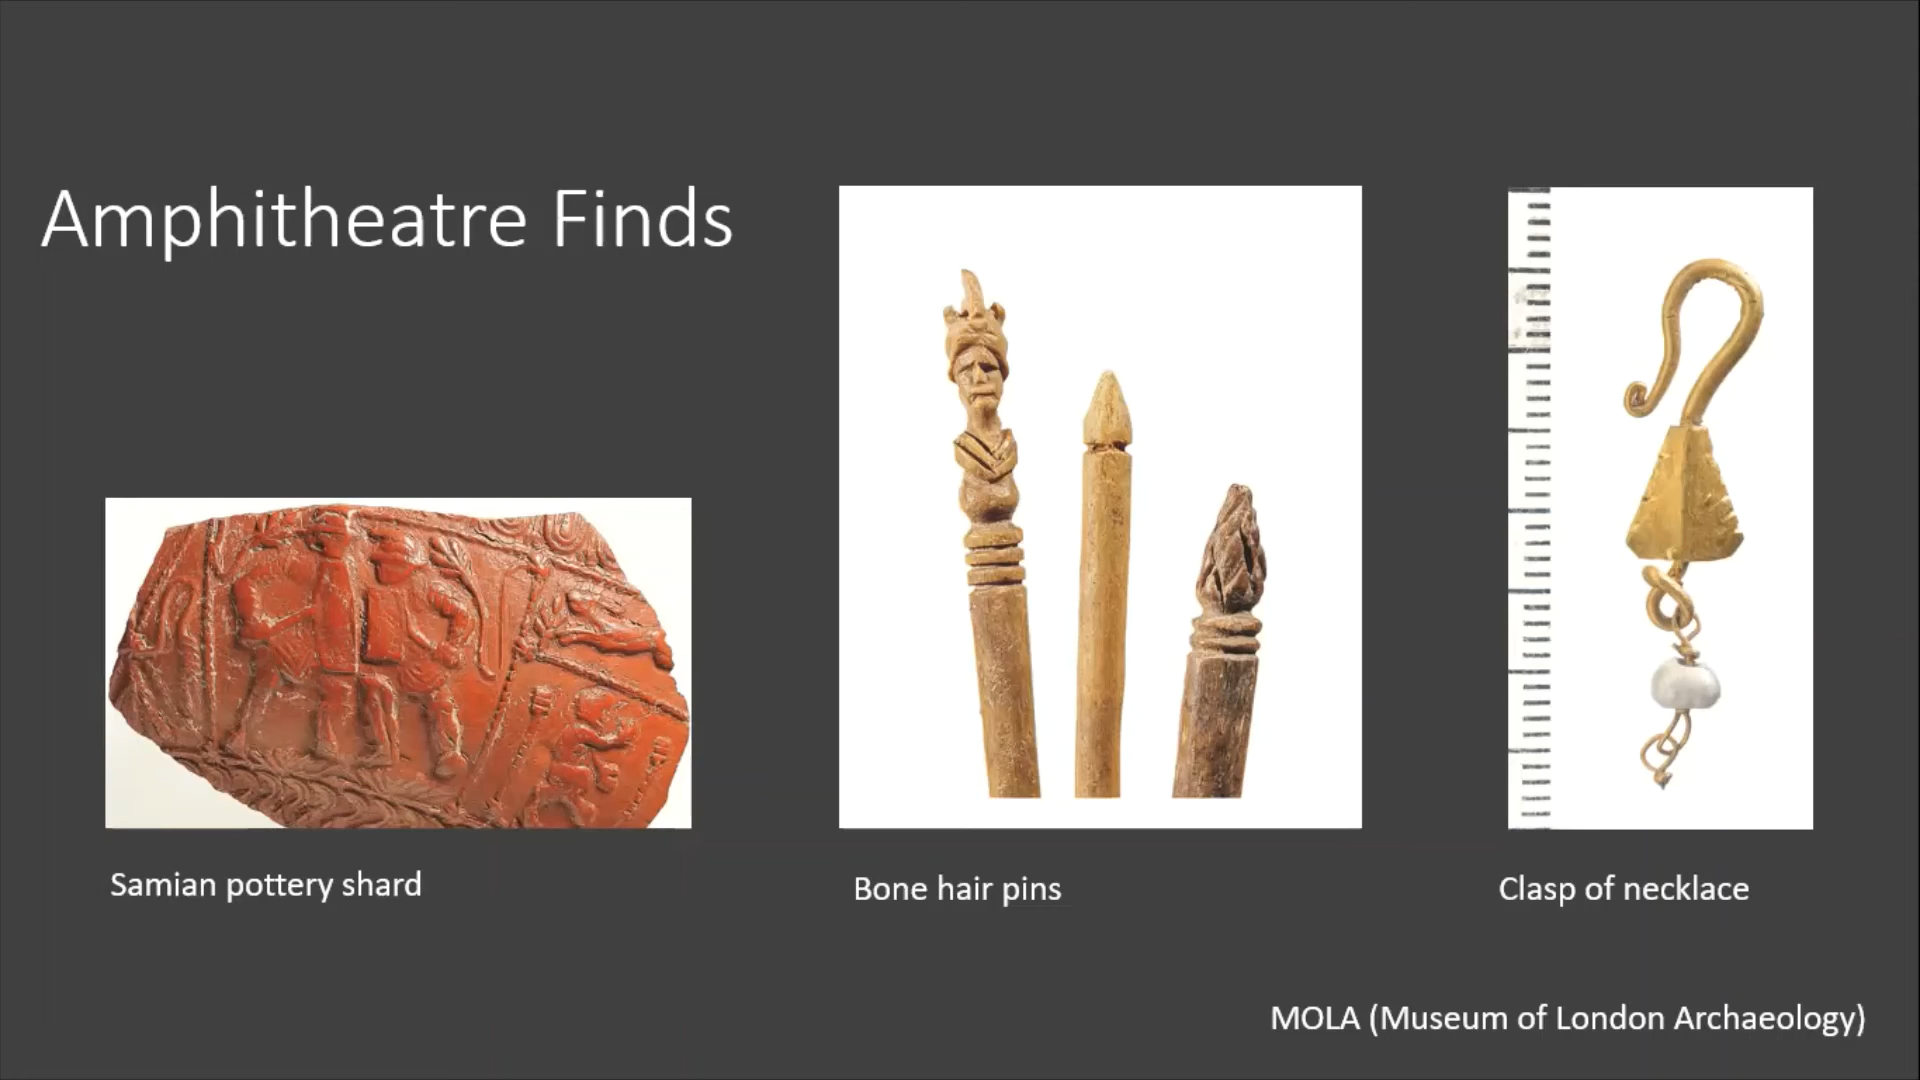 Amphitheatre Finds
Samian pottery shard
Bone hair pins
Clasp of necklace
MOLA (Museum of London Archaeology)